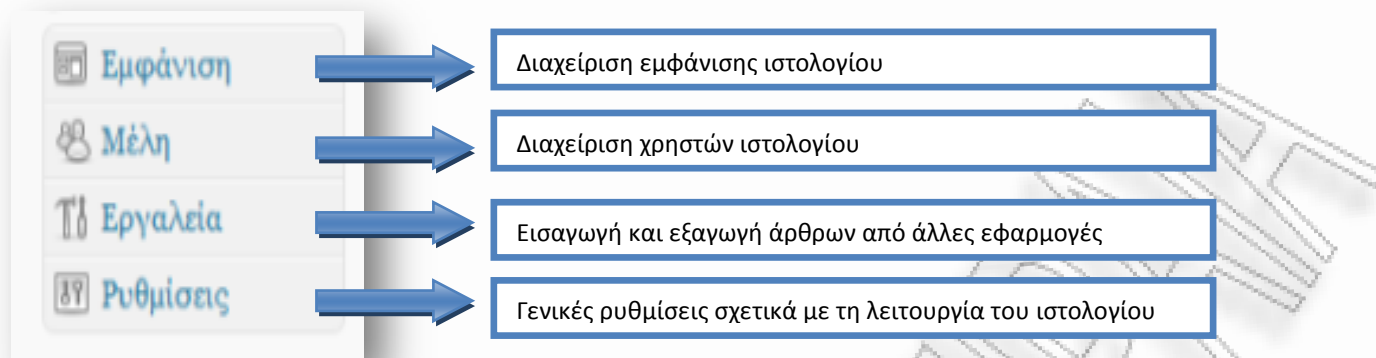 Εμφάνιση
Διαχείριση εμφάνισης ιστολογίου
Μέλη
Διαχείριση χρηστών ιστολογίου
Εργαλεία
Εισαγωγή και εξαγωγή άρθρων από άλλες εφαρμογές
Ρυθμίσεις
Γενικές ρυθμίσεις σχετικά με τη λειτουργία του ιστολογίου